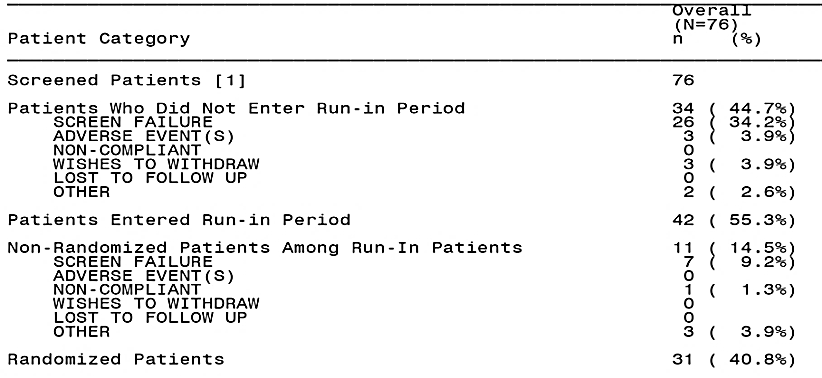 Overall
(N=76)
Patient Category n (%)
Screened Patients [1] 76
Patients Who Did Not Enter Run-in Period 34 ( 44.7%)
SCREEN FAILURE 26 ( 34.2%)
ADVERSE EVENT(S) 3 ( 3.9%)
NON-COMPLIANT 0
WISHES TO WITHDRAW 3 ( 3.9%)
LOST TO FOLLOW UP 0
OTHER 2 ( 2.6%)
Patients Entered Run-in Period 42 ( 55.3%)
Non-Randomized Patients Among Run-In Patients 11 ( 14.5%)
SCREEN FAILURE 7 ( 9.2%)
ADVERSE EVENT(S) 0
NON-COMPLIANT 1 ( 1.3%)
WISHES TO WITHDRAW 0
LOST TO FOLLOW UP 0
OTHER 3 ( 3.9%)
Randomized Patients 31 ( 40.8%)